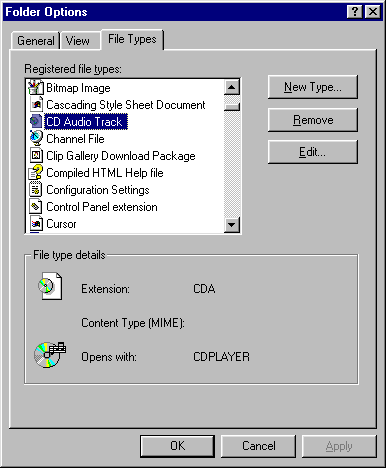 Folder Options
General View File Types
Registered file types:
Bitmap Image
Cascading Style Sheet Document
CD Audio Track
Channel File
Clip Gallery Download Package
Compiled HTML Help file
Configuration Settings
Control Panel extension
Cursor
New Type...
Remove
Edit...
File type details
Extension: CDA
Content Type (MIME):
Opens with: CDPLAYER
OK Cancel Apply